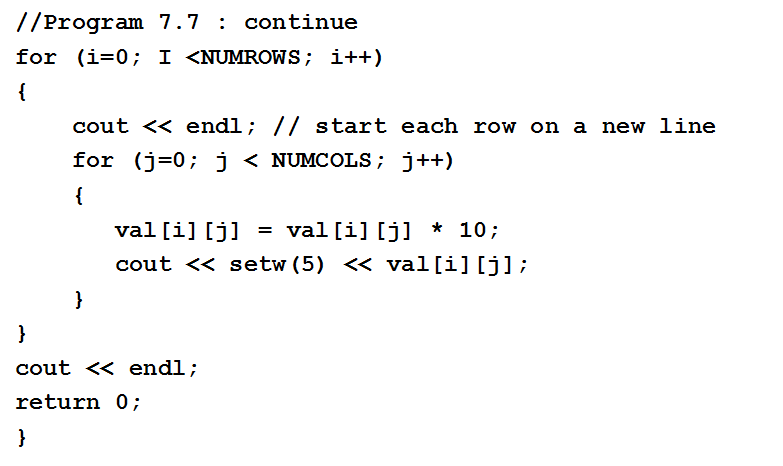 //Program 7.7 : continue
for (i=0; I <NUMROWS; i++)
{
    cout << endl; // start each row on a new line
    for (j=0; j < NUMCOLS; j++)
    {
       val[i][j] = val[i][j] * 10;
       cout << setw(5) << val[i][j];
    }
}
cout << endl;
return 0;
}